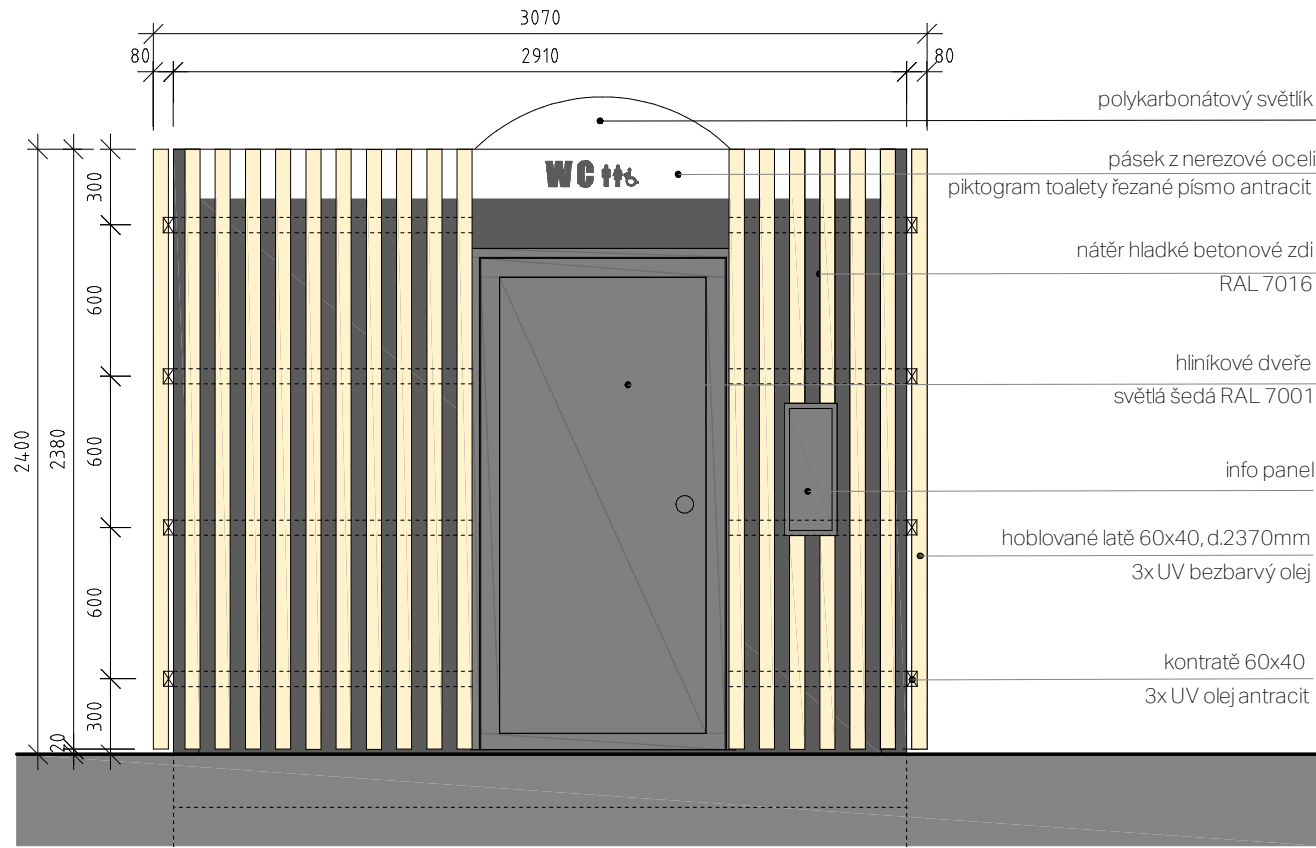 3070
80
2910
80
polykarbonátový světlík
WC
pásek z nerezové oceli
piktogram toalety řezané písmo antracit
300
nátěr hladké betonové zdi
RAL 7016
600
hliníkové dveře
světlá šedá RAL 7001
2400
2380
600
info panel
hoblované latě 60x40, d.2370mm
3x UV bezbarvý olej
600
kontratě 60x40
3x UV olej antracit
300
20